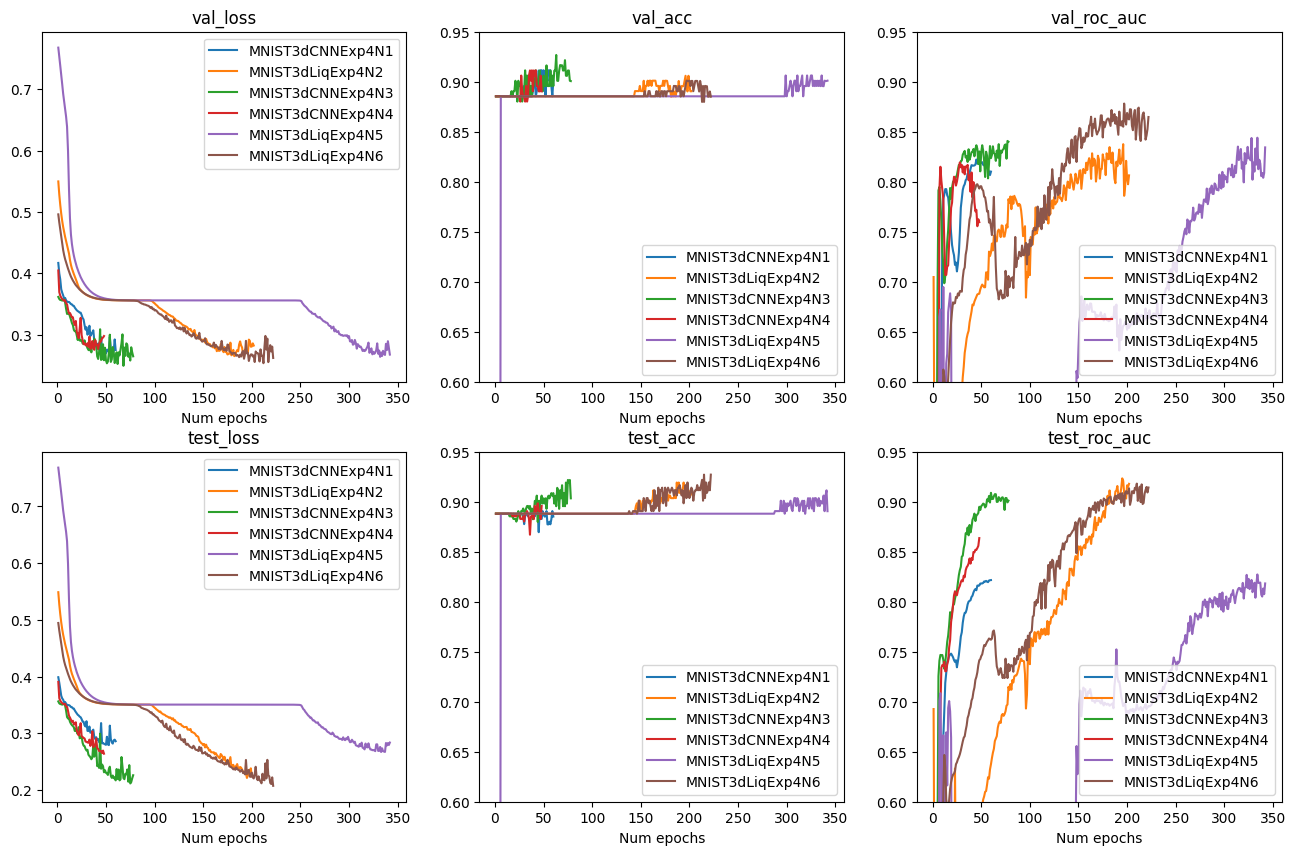 val_loss
0.7
0.6
0.5
0.4
0.3
0 50 100 150 200 250 300 350
Num epochs
MNIST3dCNNExp4N1
MNIST3dLiqExp4N2
MNIST3dCNNExp4N3
MNIST3dCNNExp4N4
MNIST3dLiqExp4N5
MNIST3dLiqExp4N6
val_acc
0.95
0.90
0.85
0.80
0.75
0.70
0.65
0.60
0 50 100 150 200 250 300 350
Num epochs
MNIST3dCNNExp4N1
MNIST3dLiqExp4N2
MNIST3dCNNExp4N3
MNIST3dCNNExp4N4
MNIST3dLiqExp4N5
MNIST3dLiqExp4N6
val_roc_auc
0.95
0.90
0.85
0.80
0.75
0.70
0.65
0.60
0 50 100 150 200 250 300 350
Num epochs
MNIST3dCNNExp4N1
MNIST3dLiqExp4N2
MNIST3dCNNExp4N3
MNIST3dCNNExp4N4
MNIST3dLiqExp4N5
MNIST3dLiqExp4N6
test_loss
0.7
0.6
0.5
0.4
0.3
0.2
0 50 100 150 200 250 300 350
Num epochs
MNIST3dCNNExp4N1
MNIST3dLiqExp4N2
MNIST3dCNNExp4N3
MNIST3dCNNExp4N4
MNIST3dLiqExp4N5
MNIST3dLiqExp4N6
test_acc
0.95
0.90
0.85
0.80
0.75
0.70
0.65
0.60
0 50 100 150 200 250 300 350
Num epochs
MNIST3dCNNExp4N1
MNIST3dLiqExp4N2
MNIST3dCNNExp4N3
MNIST3dCNNExp4N4
MNIST3dLiqExp4N5
MNIST3dLiqExp4N6
test_roc_auc
0.95
0.90
0.85
0.80
0.75
0.70
0.65
0.60
0 50 100 150 200 250 300 350
Num epochs
MNIST3dCNNExp4N1
MNIST3dLiqExp4N2
MNIST3dCNNExp4N3
MNIST3dCNNExp4N4
MNIST3dLiqExp4N5
MNIST3dLiqExp4N6